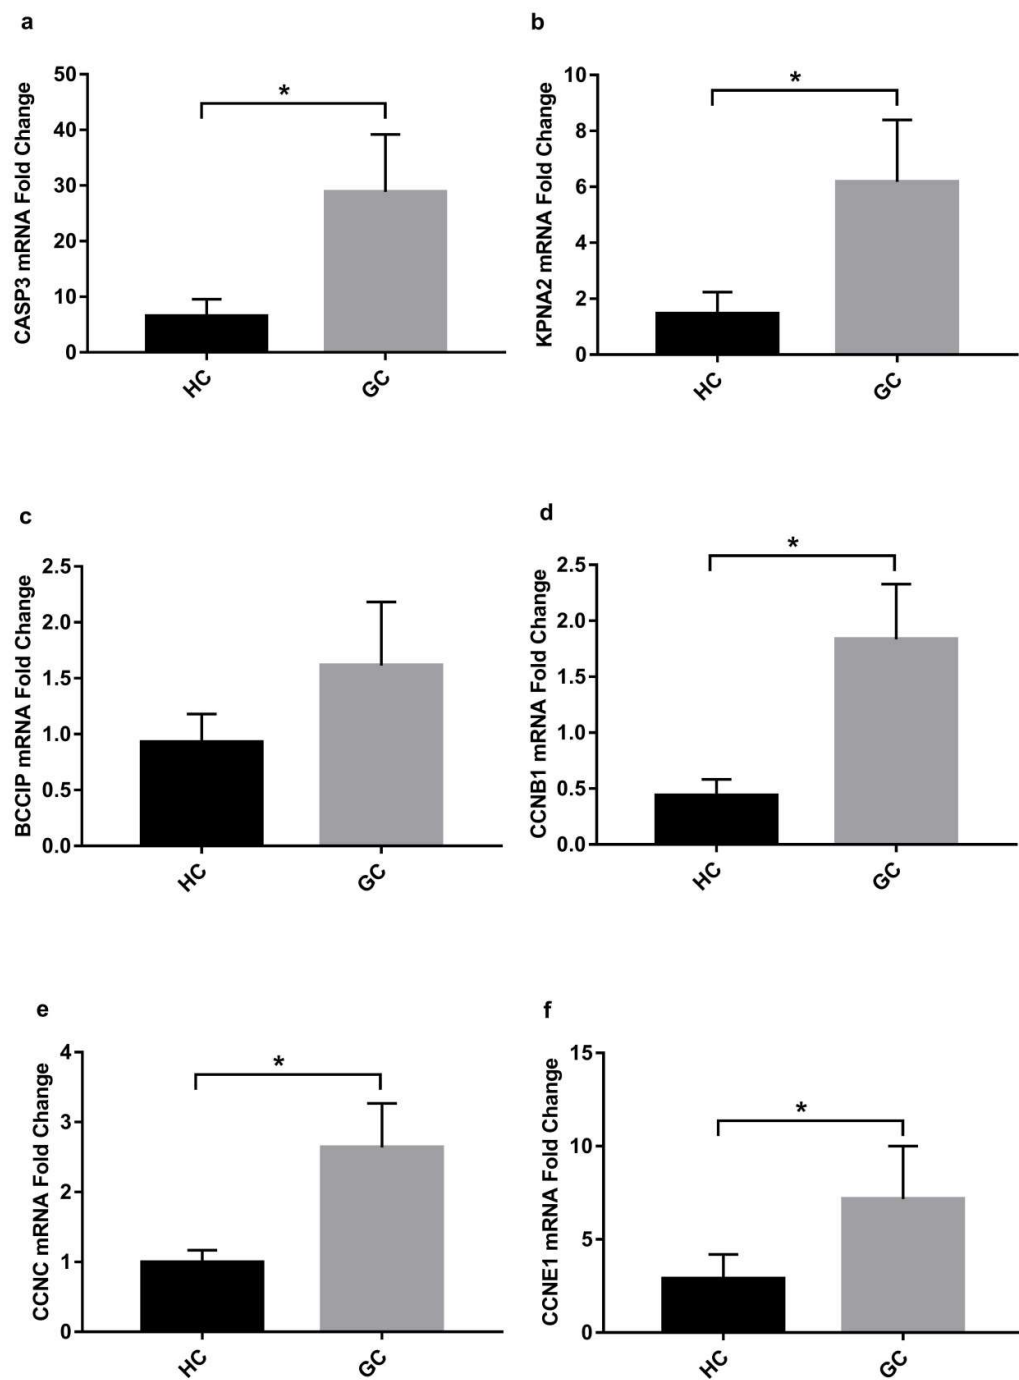 a
CASP3 mRNA Fold Change
50
40
30
20
10
0
*
HC
GC
b
KPNA2 mRNA Fold Change
10
8
6
4
2
0
*
HC
GC
c
BCCIP mRNA Fold Change
2.5
2.0
1.5
1.0
0.5
0.0
HC
GC
d
CCNB1 mRNA Fold Change
2.5
2.0
1.5
1.0
0.5
0.0
*
HC
GC
e
CCNC mRNA Fold Change
4
3
2
1
0
*
HC
GC
f
CCNE1 mRNA Fold Change
15
10
5
0
*
HC
GC